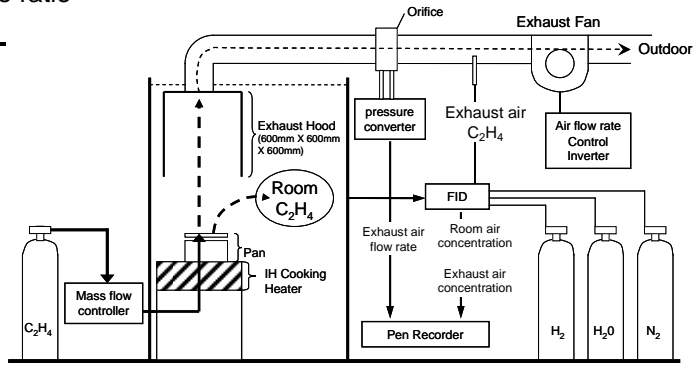 Orifice
Exhaust Fan
Outdoor
Exhaust Hood
(600mm X 600mm
X 600mm)
pressure
converter
Exhaust air
C2H4
Air flow rate
Control
Inverter
Room
C2H4
FID
Exhaust air
flow rate
Room air
concentration
Pan
IH Cooking
Heater
Exhaust air
concentration
Mass flow
controller
C2H4
Pen Recorder
H2
H20
N2